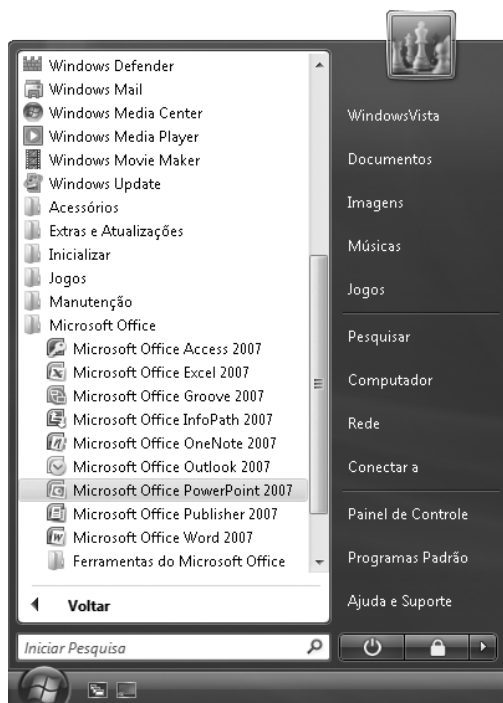 Windows Defender
Windows Mail
Windows Media Center
Windows Media Player
Windows Movie Maker
Windows Update
Acessórios
Extras e Atualizações
Inicializar
Jogos
Manutenção
Microsoft Office
Microsoft Office Access 2007
Microsoft Office Excel 2007
Microsoft Office Groove 2007
Microsoft Office InfoPath 2007
Microsoft Office OneNote 2007
Microsoft Office Outlook 2007
Microsoft Office PowerPoint 2007
Microsoft Office Publisher 2007
Microsoft Office Word 2007
Ferramentas do Microsoft Office
Voltar
Iniciar Pesquisa
WindowsVista
Documentos
Imagens
Músicas
Jogos
Pesquisar
Computador
Rede
Conectar a
Painel de Controle
Programas Padrão
Ajuda e Suporte